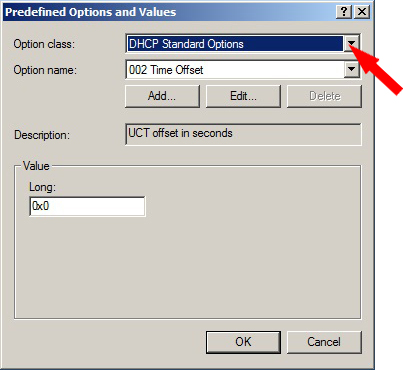 Predefined Options and Values
Option class: DHCP Standard Options
Option name: 002 Time Offset
Add... Edit... Delete
Description: UCT offset in seconds
Value
Long:
0x0
OK Cancel